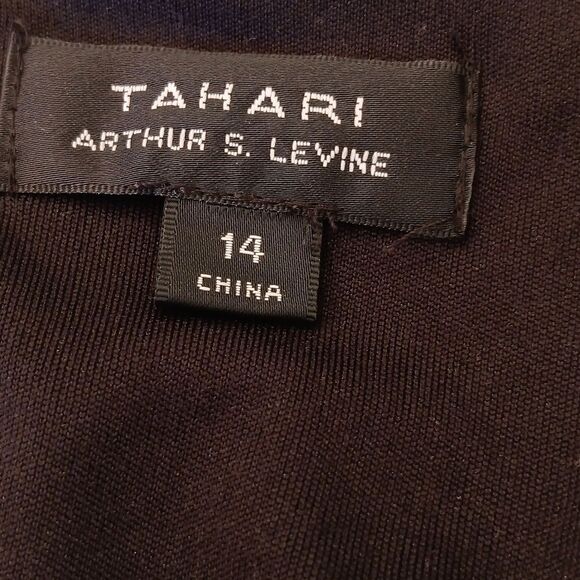 TAHARI
ARTHUR S. LEVINE
14
CHINA